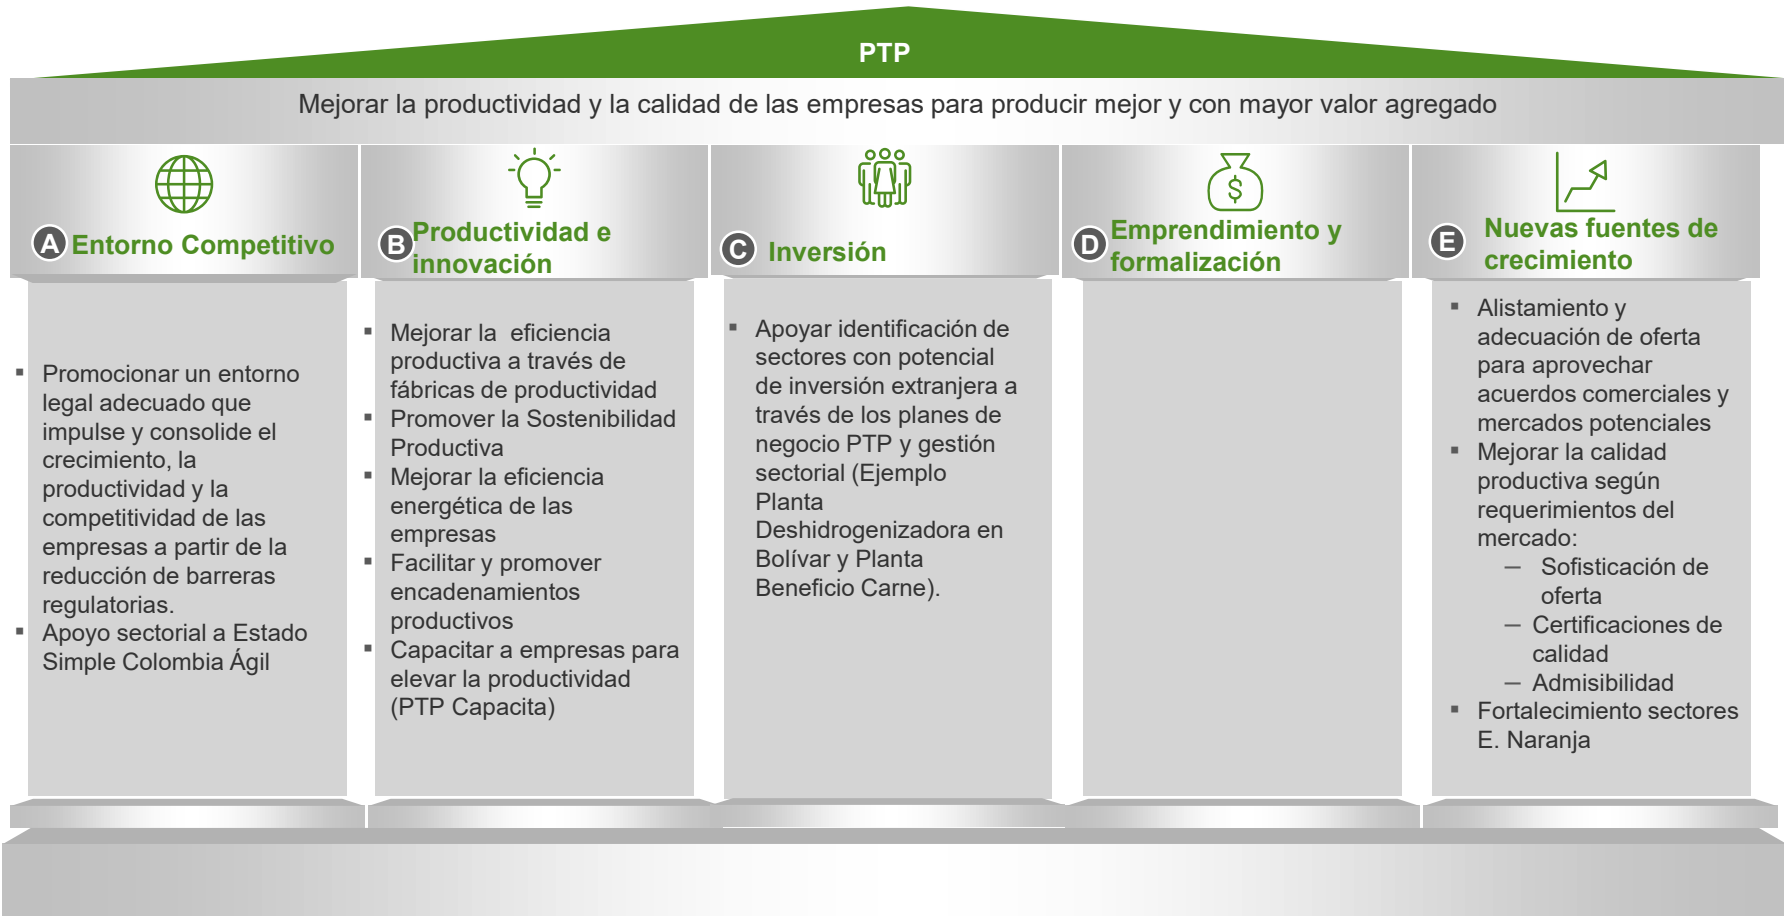 PTP
Mejorar la productividad y la calidad de las empresas para producir mejor y con mayor valor agregado
A Entorno Competitivo
▪ Promocionar un entorno
legal adecuado que
impulse y consolide el
crecimiento, la
productividad y la
competitividad de las
empresas a partir de la
reducción de barreras
regulatorias.
▪ Apoyo sectorial a Estado
Simple Colombia Ágil
B Productividad e
innovación
▪ Mejorar la eficiencia
productiva a través de
fábricas de productividad
▪ Promover la Sostenibilidad
Productiva
▪ Mejorar la eficiencia
energética de las
empresas
▪ Facilitar y promover
encadenamientos
productivos
▪ Capacitar a empresas para
elevar la productividad
(PTP Capacita)
C Inversión
▪ Apoyar identificación de
sectores con potencial
de inversión extranjera a
través de los planes de
negocio PTP y gestión
sectorial (Ejemplo
Planta
Deshidrogenizadora en
Bolívar y Planta
Beneficio Carne).
$
D Emprendimiento y
formalización
E Nuevas fuentes de
crecimiento
▪ Alistamiento y
adecuación de oferta
para aprovechar
acuerdos comerciales y
mercados potenciales
▪ Mejorar la calidad
productiva según
requerimientos del
mercado:
— Sofisticación de
oferta
— Certificaciones de
calidad
— Admisibilidad
▪ Fortalecimiento sectores
E. Naranja